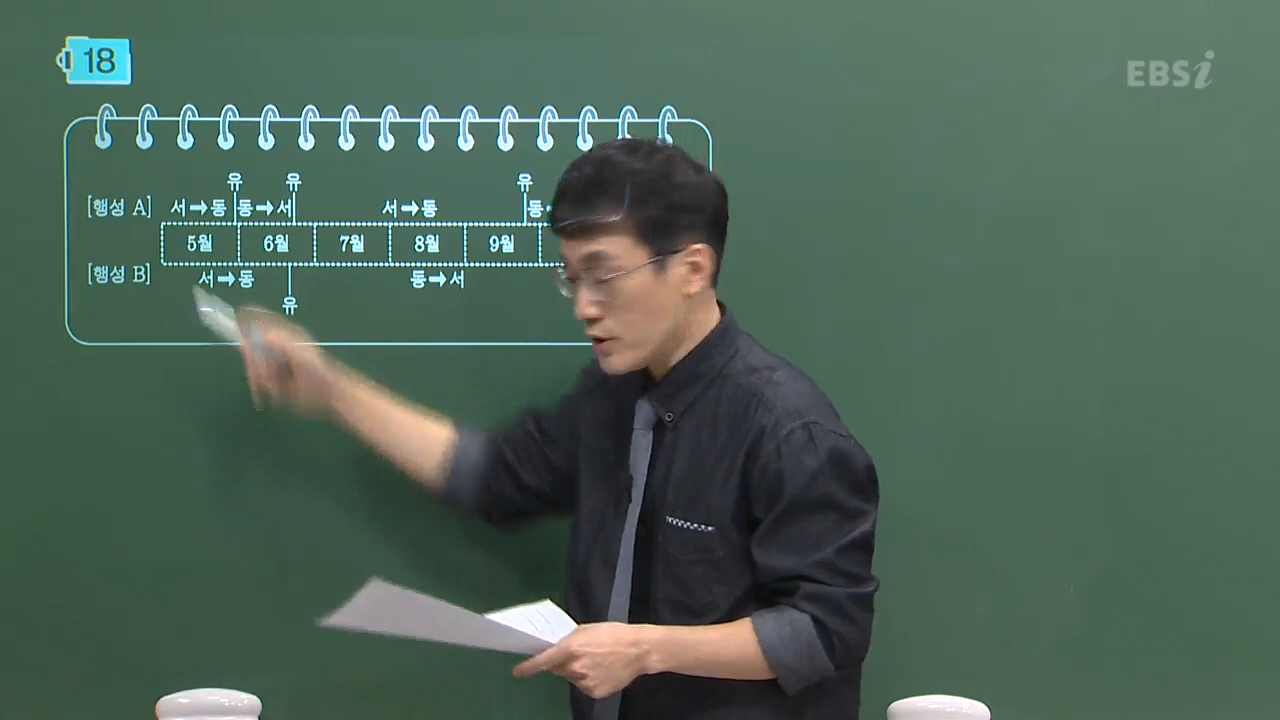 18
EBSi
유 유 유
[행성 A] 서→동 동→서 서→동 동
5월 6월 7월 8월 9월
[행성 B] 서→동 동→서
유